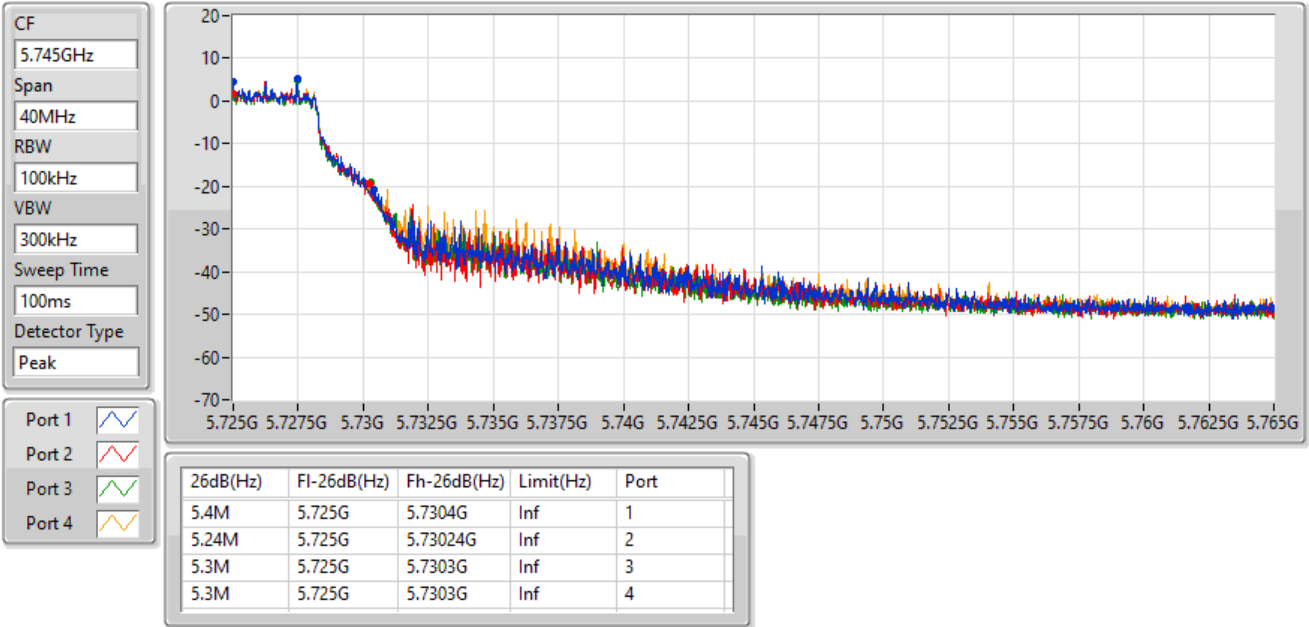 CF
5.745GHz
Span
40MHz
RBW
100kHz
VBW
300kHz
Sweep Time
100ms
Detector Type
Peak
Port 1
Port 2
Port 3
Port 4
20
10
0
-10
-20
-30
-40
-50
-60
-70
5.725G 5.7275G 5.73G 5.7325G 5.735G 5.7375G 5.74G 5.7425G 5.745G 5.7475G 5.75G 5.7525G 5.755G 5.7575G 5.76G 5.7625G 5.765G
26dB(Hz) Fl-26dB(Hz) Fh-26dB(Hz) Limit(Hz) Port
5.4M 5.725G 5.7304G Inf 1
5.24M 5.725G 5.73024G Inf 2
5.3M 5.725G 5.7303G Inf 3
5.3M 5.725G 5.7303G Inf 4